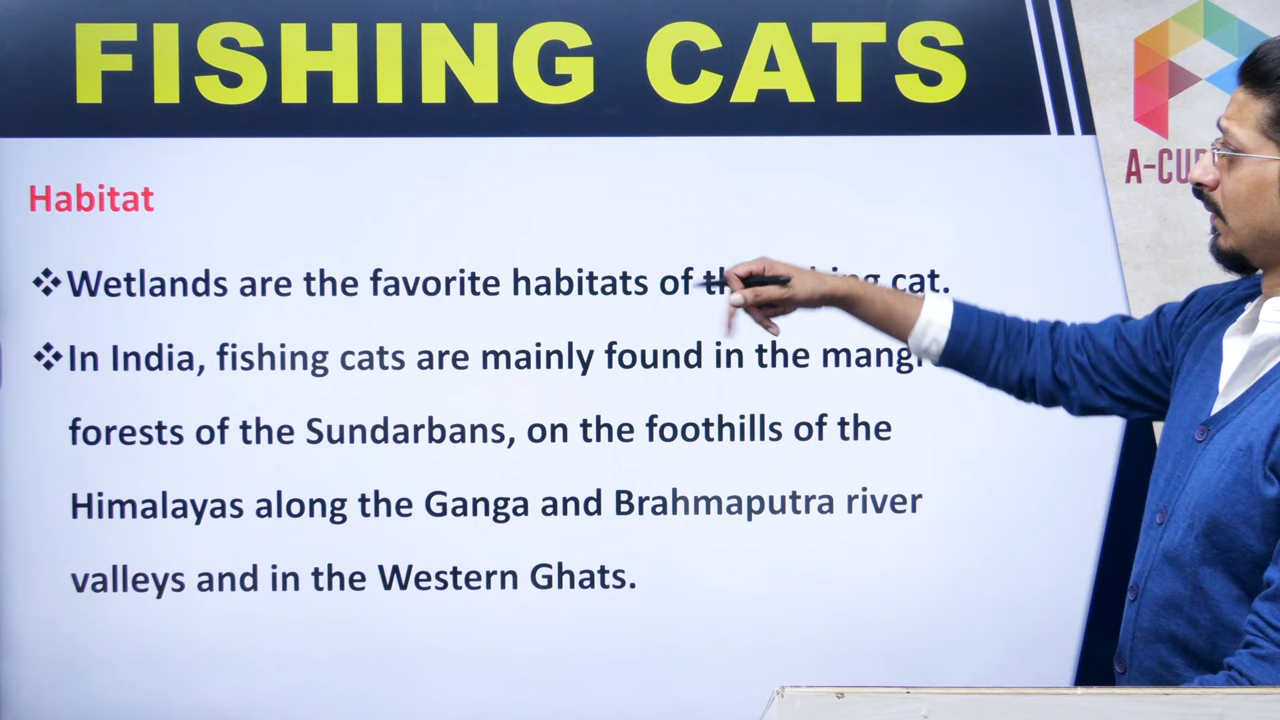 FISHING CATS
A-CU
Habitat
❖Wetlands are the favorite habitats of cat.
❖In India, fishing cats are mainly found in the
forests of the Sundarbans, on the foothills of the
Himalayas along the Ganga and Brahmaputra river
valleys and in the Western Ghats.